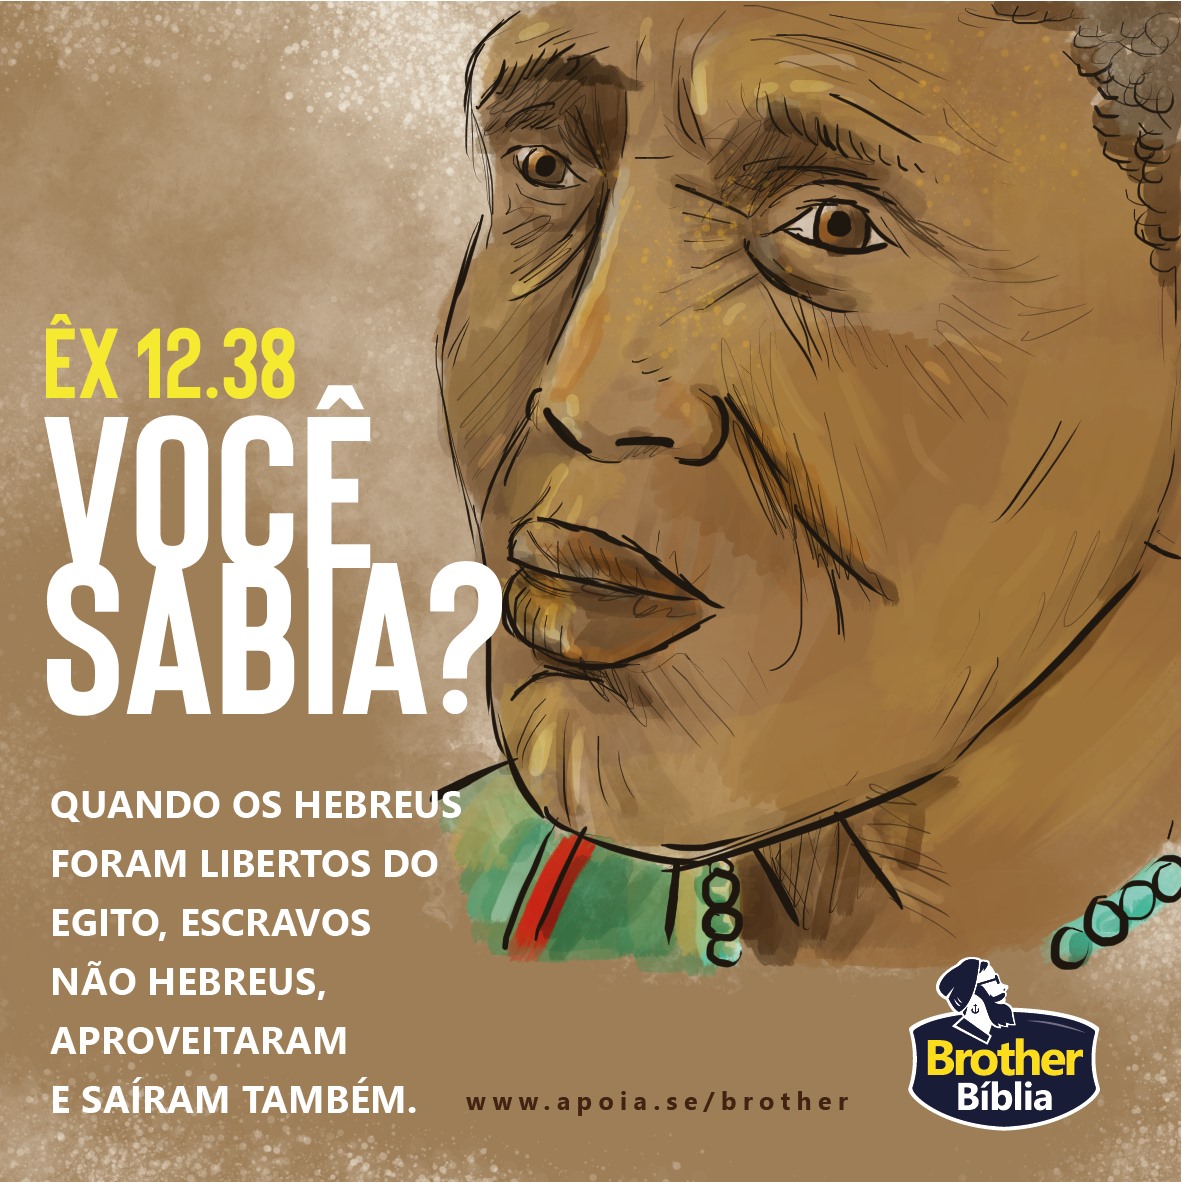 ÊX 12.38
VOCÊ
SABIA?
QUANDO OS HEBREUS
FORAM LIBERTOS DO
EGITO, ESCRAVOS
NÃO HEBREUS,
APROVEITARAM
E SAÍRAM TAMBÉM.
www.apoia.se/brother
Brother
Bíblia